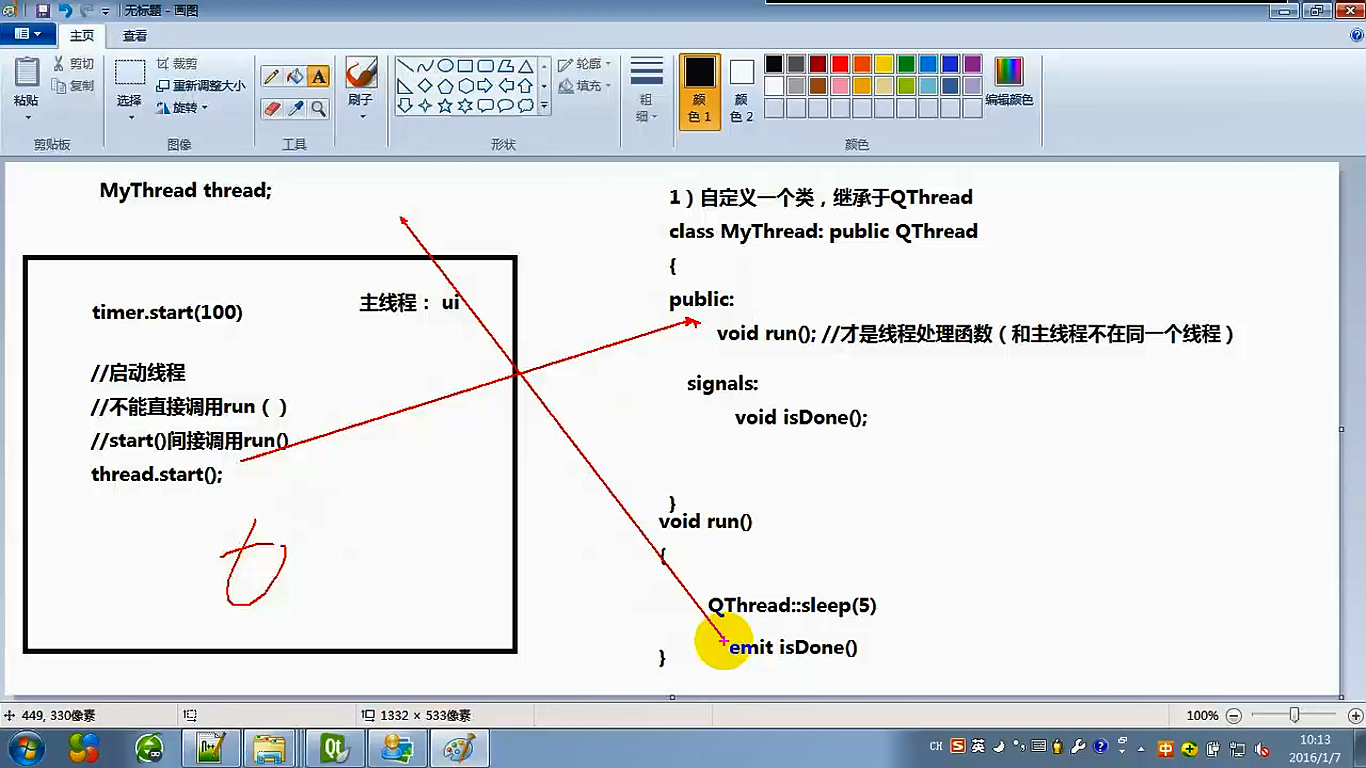 无标题 - 画图
主页
查看
粘贴
剪切
复制
剪贴板
选择
裁剪
重新调整大小
旋转
图像
A
工具
刷子
形状
轮廓
填充
粗
细
颜
色 1
颜
色 2
编辑颜色
颜色
MyThread thread;
timer.start(100)
主线程： ui
//启动线程
//不能直接调用run（ ）
//start()间接调用run()
thread.start();
1）自定义一个类，继承于QThread
class MyThread: public QThread
{
public:
void run(); //才是线程处理函数（和主线程不在同一个线程）
signals:
void isDone();
}
void run()
{
QThread::sleep(5)
emit isDone()
}
449, 330像素
1332 × 533像素
100%
CH
英
10:13
2016/1/7